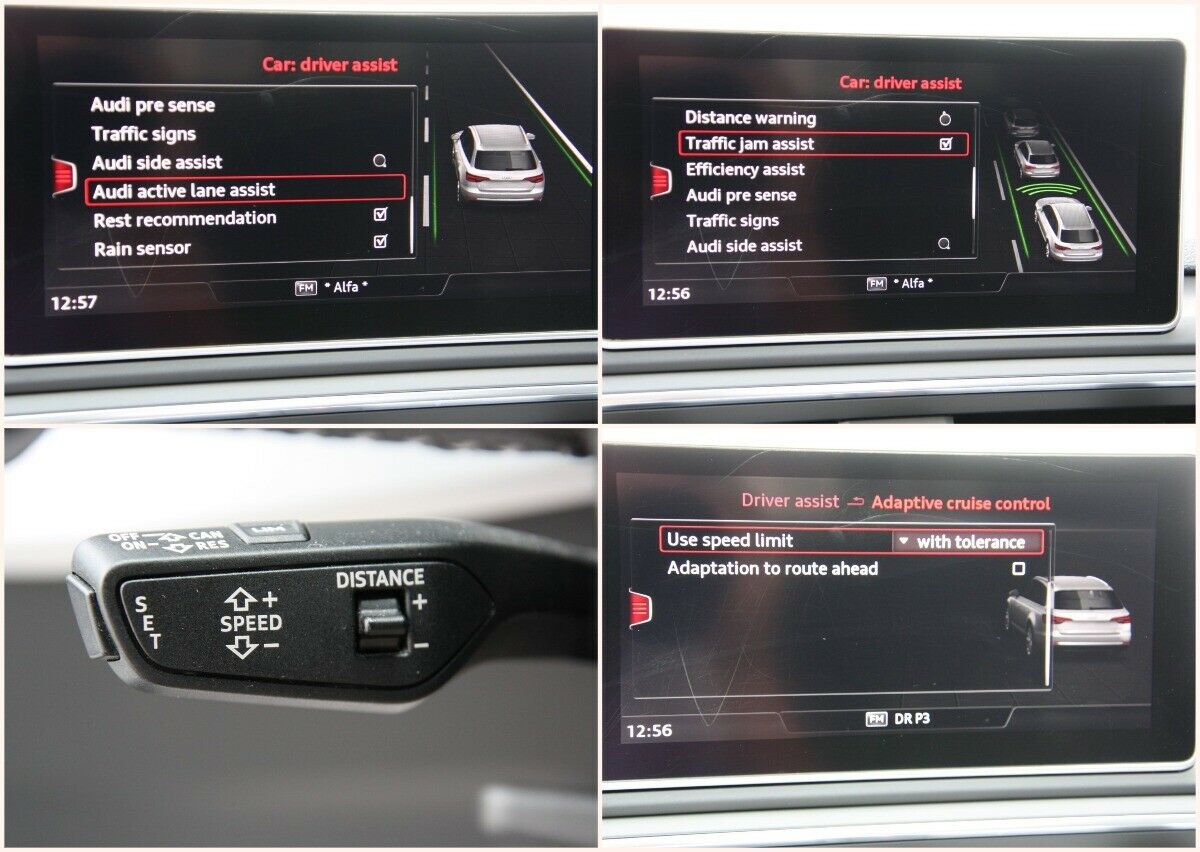 Car: driver assist
Audi pre sense
Traffic signs
Audi side assist
Audi active lane assist
Rest recommendation
Rain sensor
FM * Alfa *
12:57
Car: driver assist
Distance warning
Traffic jam assist
Efficiency assist
Audi pre sense
Traffic signs
Audi side assist
FM * Alfa *
12:56
OFF CAN
ON RES
LIM
DISTANCE
SET
+
SPEED
−
+
−
Driver assist Adaptive cruise control
Use speed limit with tolerance
Adaptation to route ahead
FM DR P3
12:56